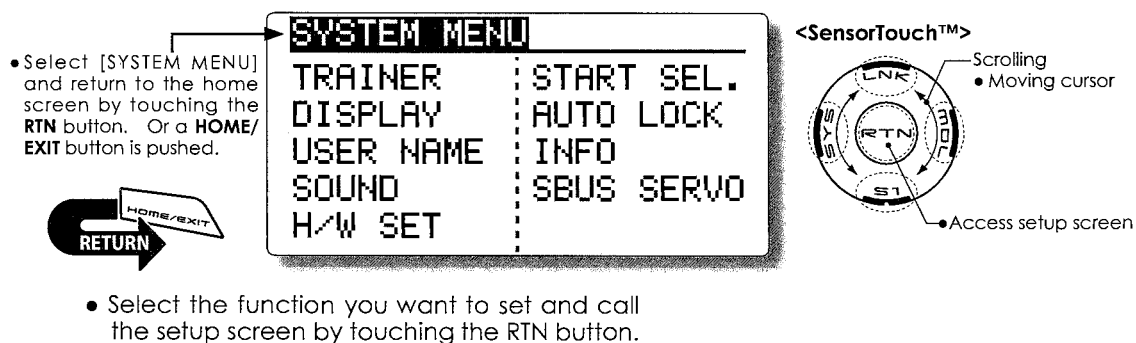 SYSTEM MENU
<SensorTouch™>
●Select [SYSTEM MENU]
and return to the home
screen by touching the
RTN button. Or a HOME/
EXIT button is pushed.
TRAINER
DISPLAY
USER NAME
SOUND
H/W SET
START SEL.
AUTO LOCK
INFO
SBUS SERVO
HOME/EXIT
RETURN
LNK
SYS
RTN
MDL
S1
Scrolling
● Moving cursor
●Access setup screen
● Select the function you want to set and call
the setup screen by touching the RTN button.